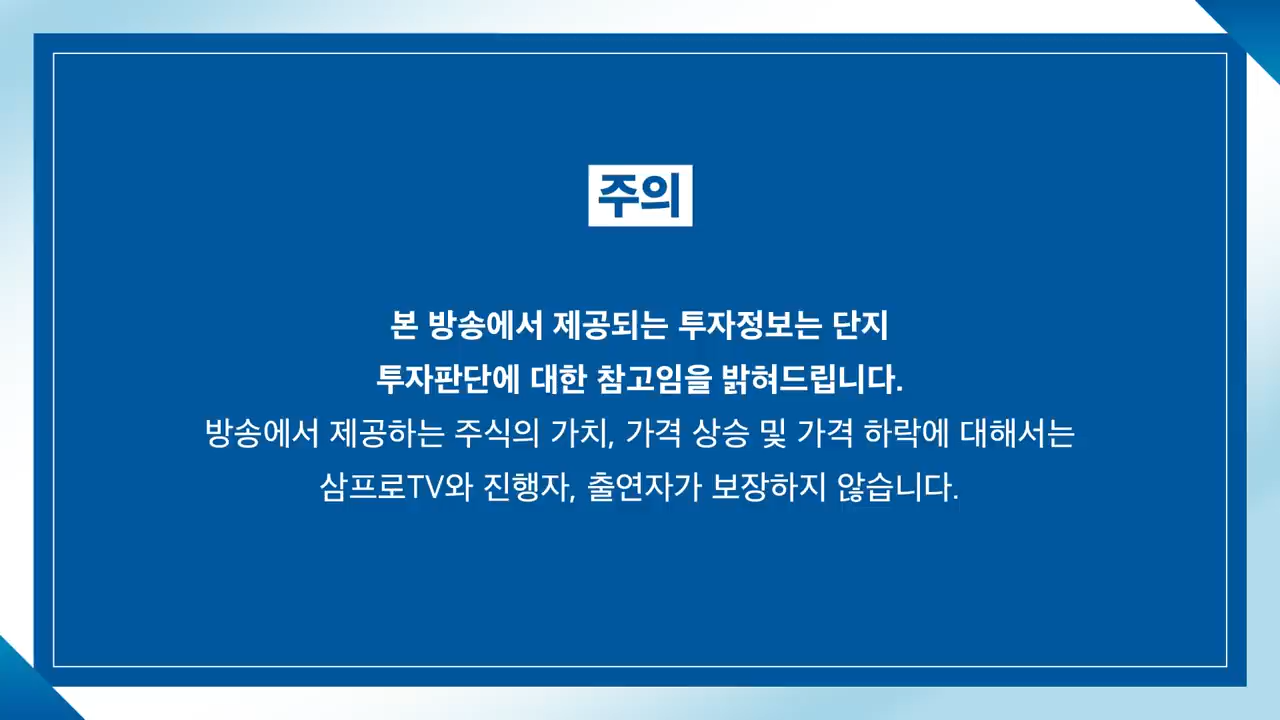 주의
본 방송에서 제공되는 투자정보는 단지
투자판단에 대한 참고임을 밝혀드립니다.
방송에서 제공하는 주식의 가치, 가격 상승 및 가격 하락에 대해서는
삼프로TV와 진행자, 출연자가 보장하지 않습니다.